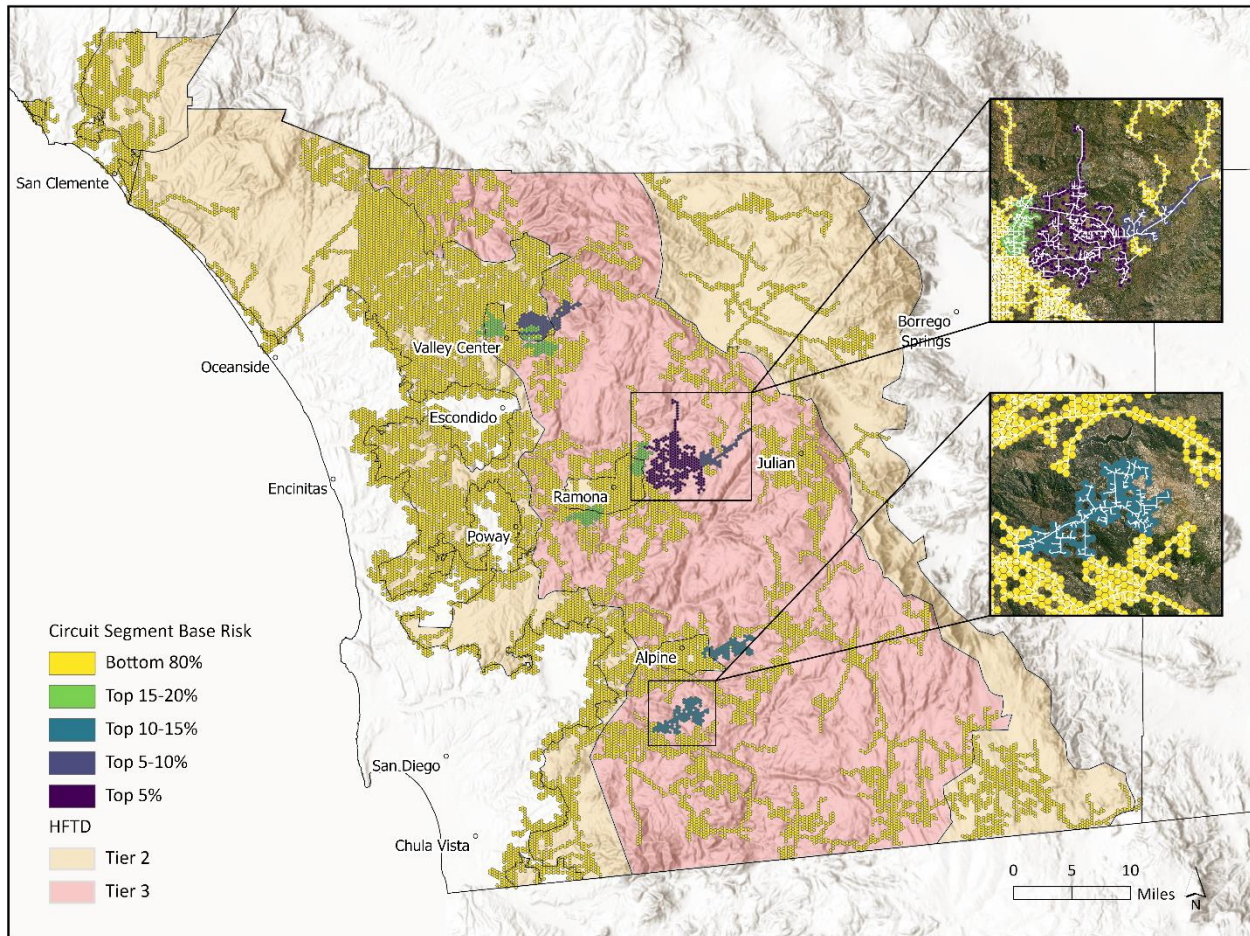 San Clemente
Oceanside
Valley Center
Borrego
Springs
Escondido
Encinitas
Ramona
Julian
Poway
Alpine
San Diego
Chula Vista
Circuit Segment Base Risk
Bottom 80%
Top 15-20%
Top 10-15%
Top 5-10%
Top 5%
HFTD
Tier 2
Tier 3
0 5 10
Miles
N